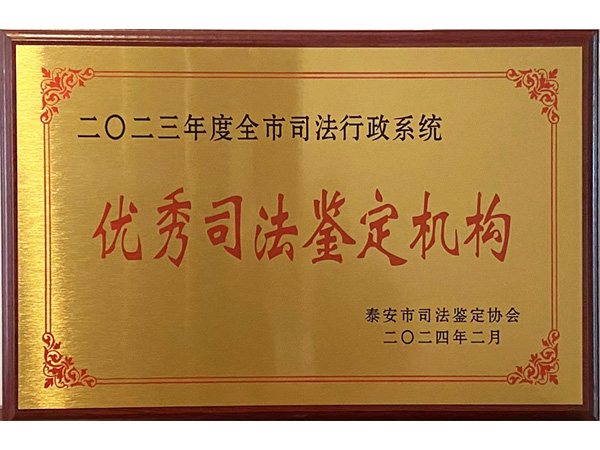 二〇二三年度全市司法行政系统
优秀司法鉴定机构
泰安市司法鉴定协会
二〇二四年二月